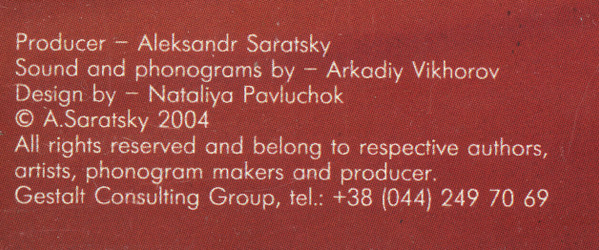 Producer – Aleksandr Saratsky
Sound and phonograms by – Arkadiy Vikhorov
Design by – Nataliya Pavluchok
© A.Saratsky 2004
All rights reserved and belong to respective authors,
artists, phonogram makers and producer.
Gestalt Consulting Group, tel.: +38 (044) 249 70 69